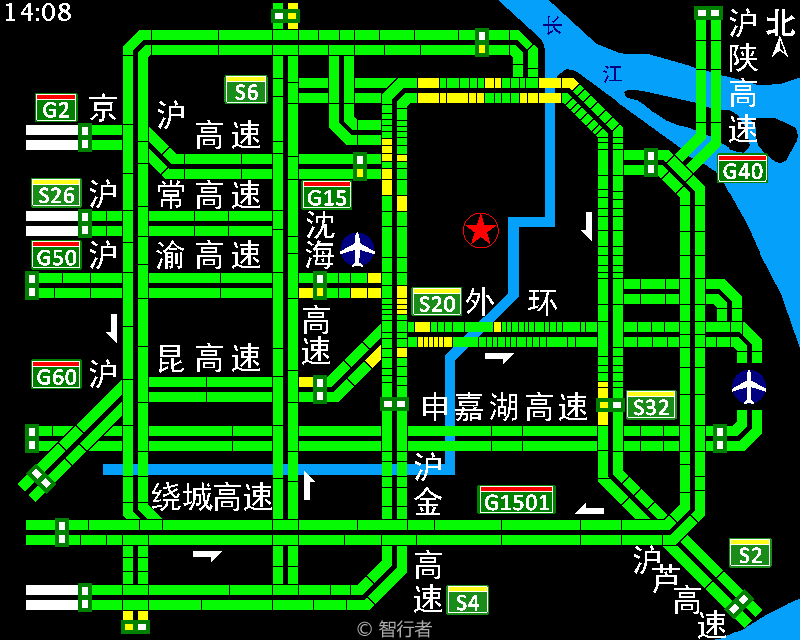 14:08
长
江
北
沪陕高速
G40
S6
G2
京沪高速
S26
沪常高速
G15
沈海高速
G50
沪渝高速
S20
外环
G60
沪昆高速
申嘉湖高速
S32
沪金高速
绕城高速
G1501
S2
沪芦高速
S4
© 智行者